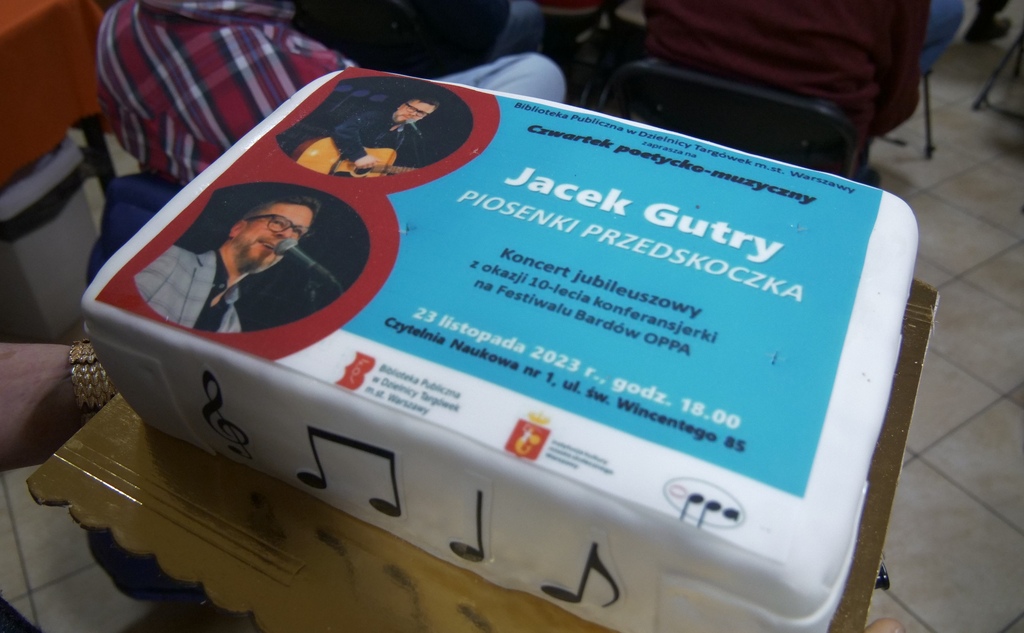 Biblioteka Publiczna w Dzielnicy Targówek m.st. Warszawy
zaprasza na
Czwartek poetycko-muzyczny
Jacek Gutry
PIOSENKI PRZEDSKOCZKA
Koncert jubileuszowy
z okazji 10-lecia konferansjerki
na Festiwalu Bardów OPPA
23 listopada 2023 r., godz. 18.00
Czytelnia Naukowa nr 1, ul. św. Wincentego 85
Biblioteka Publiczna
w Dzielnicy Targówek
m.st. Warszawy